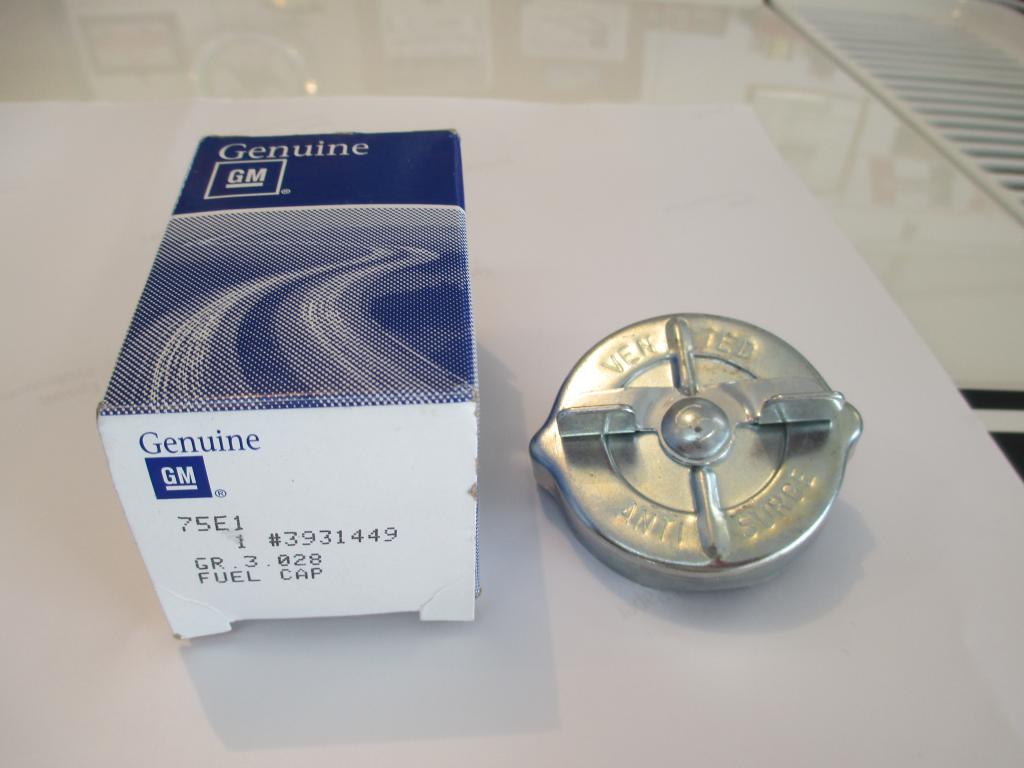 Genuine
GM®
Genuine
GM®
75E1
1 #3931449
GR.3.028
FUEL CAP
VENTED
ANTI SURGE